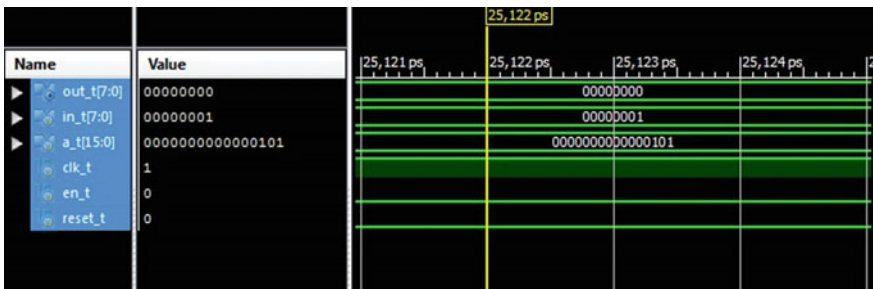 25,122 ps
Name Value 25,121 ps 25,122 ps 25,123 ps 25,124 ps 2
out_t[7:0] 00000000 00000000
in_t[7:0] 00000001 00000001
a_t[15:0] 0000000000000101 0000000000000101
clk_t 1
en_t 0
reset_t 0